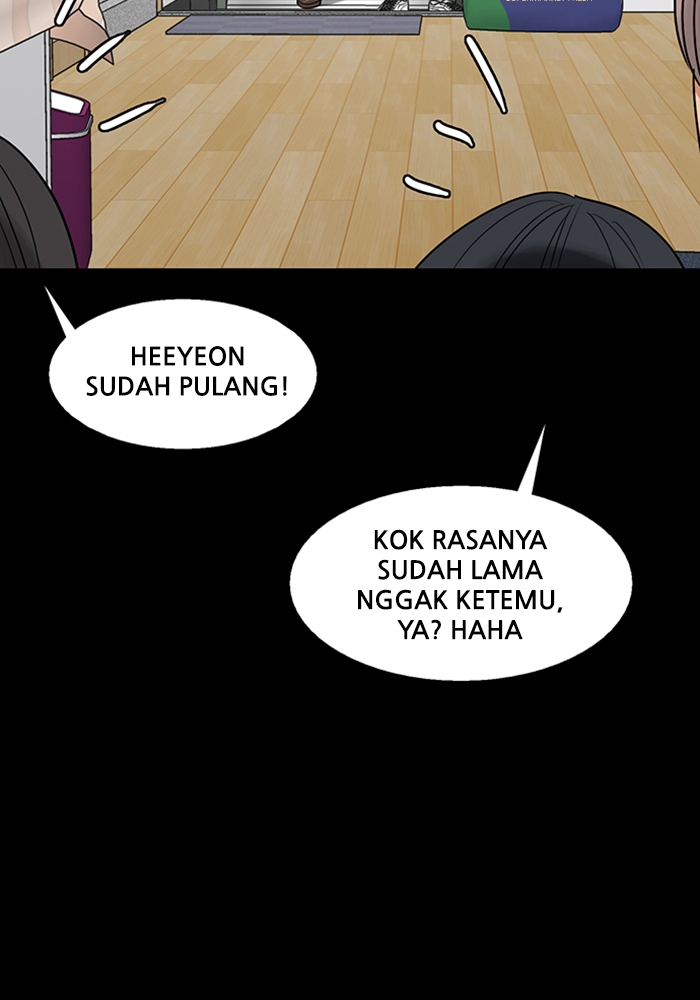 HEEYEON
SUDAH PULANG!
KOK RASANYA
SUDAH LAMA
NGGAK KETEMU,
YA? HAHA